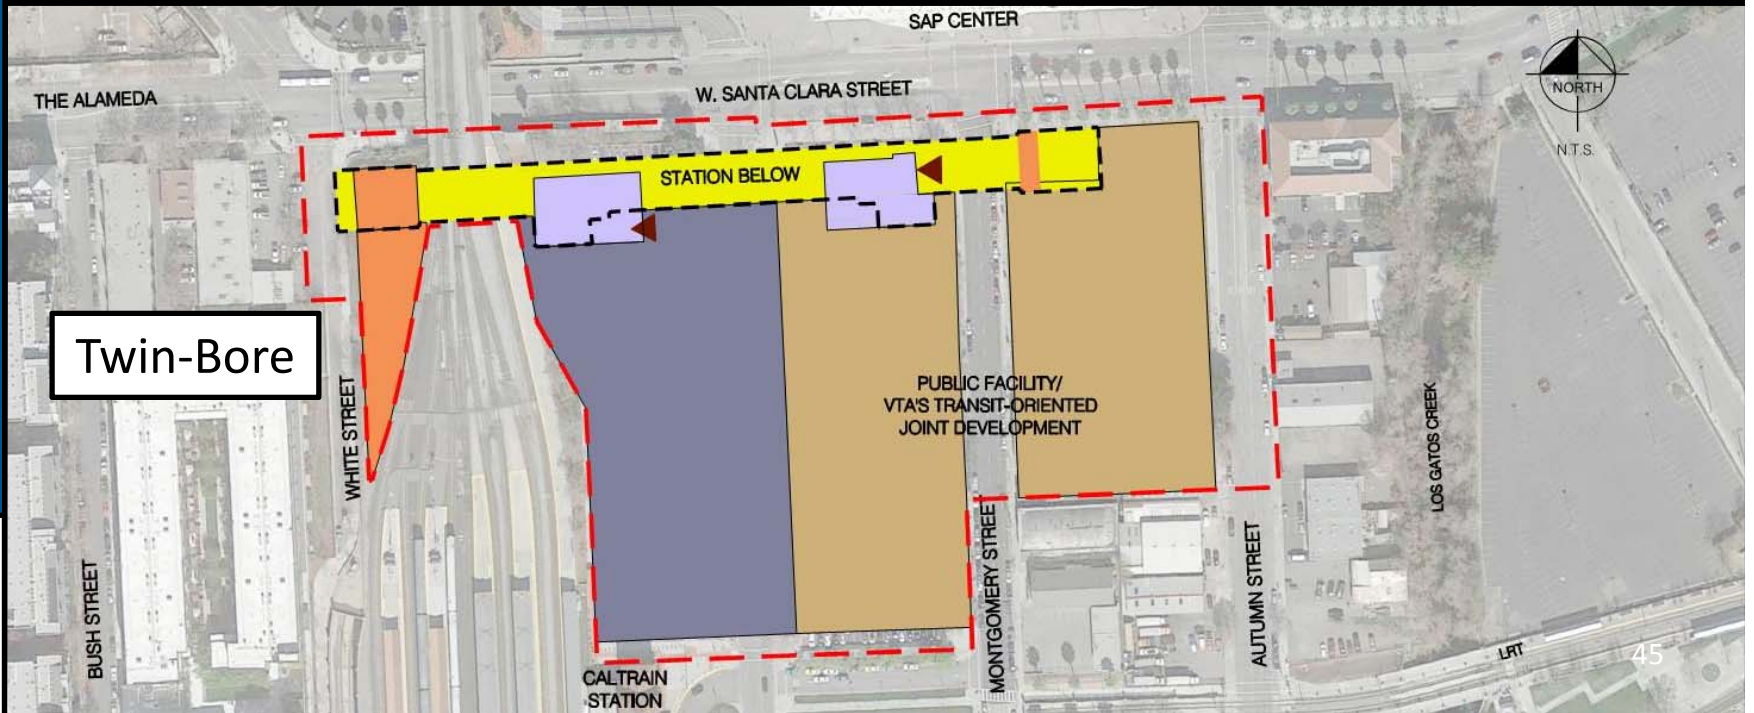 SAP CENTER
THE ALAMEDA
W. SANTA CLARA STREET
NORTH
N.T.S.
STATION BELOW
Twin-Bore
WHITE STREET
PUBLIC FACILITY/
VTA'S TRANSIT-ORIENTED
JOINT DEVELOPMENT
LOS GATOS CREEK
BUSH STREET
MONTGOMERY STREET
AUTUMN STREET
LRT
45
CALTRAIN
STATION